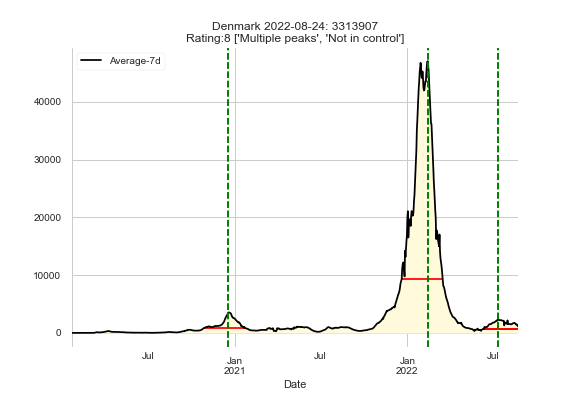 Denmark 2022-08-24: 3313907
Rating:8 ['Multiple peaks', 'Not in control']
Average-7d
40000
30000
20000
10000
0
Jul
Jan
2021
Jul
Jan
2022
Jul
Date